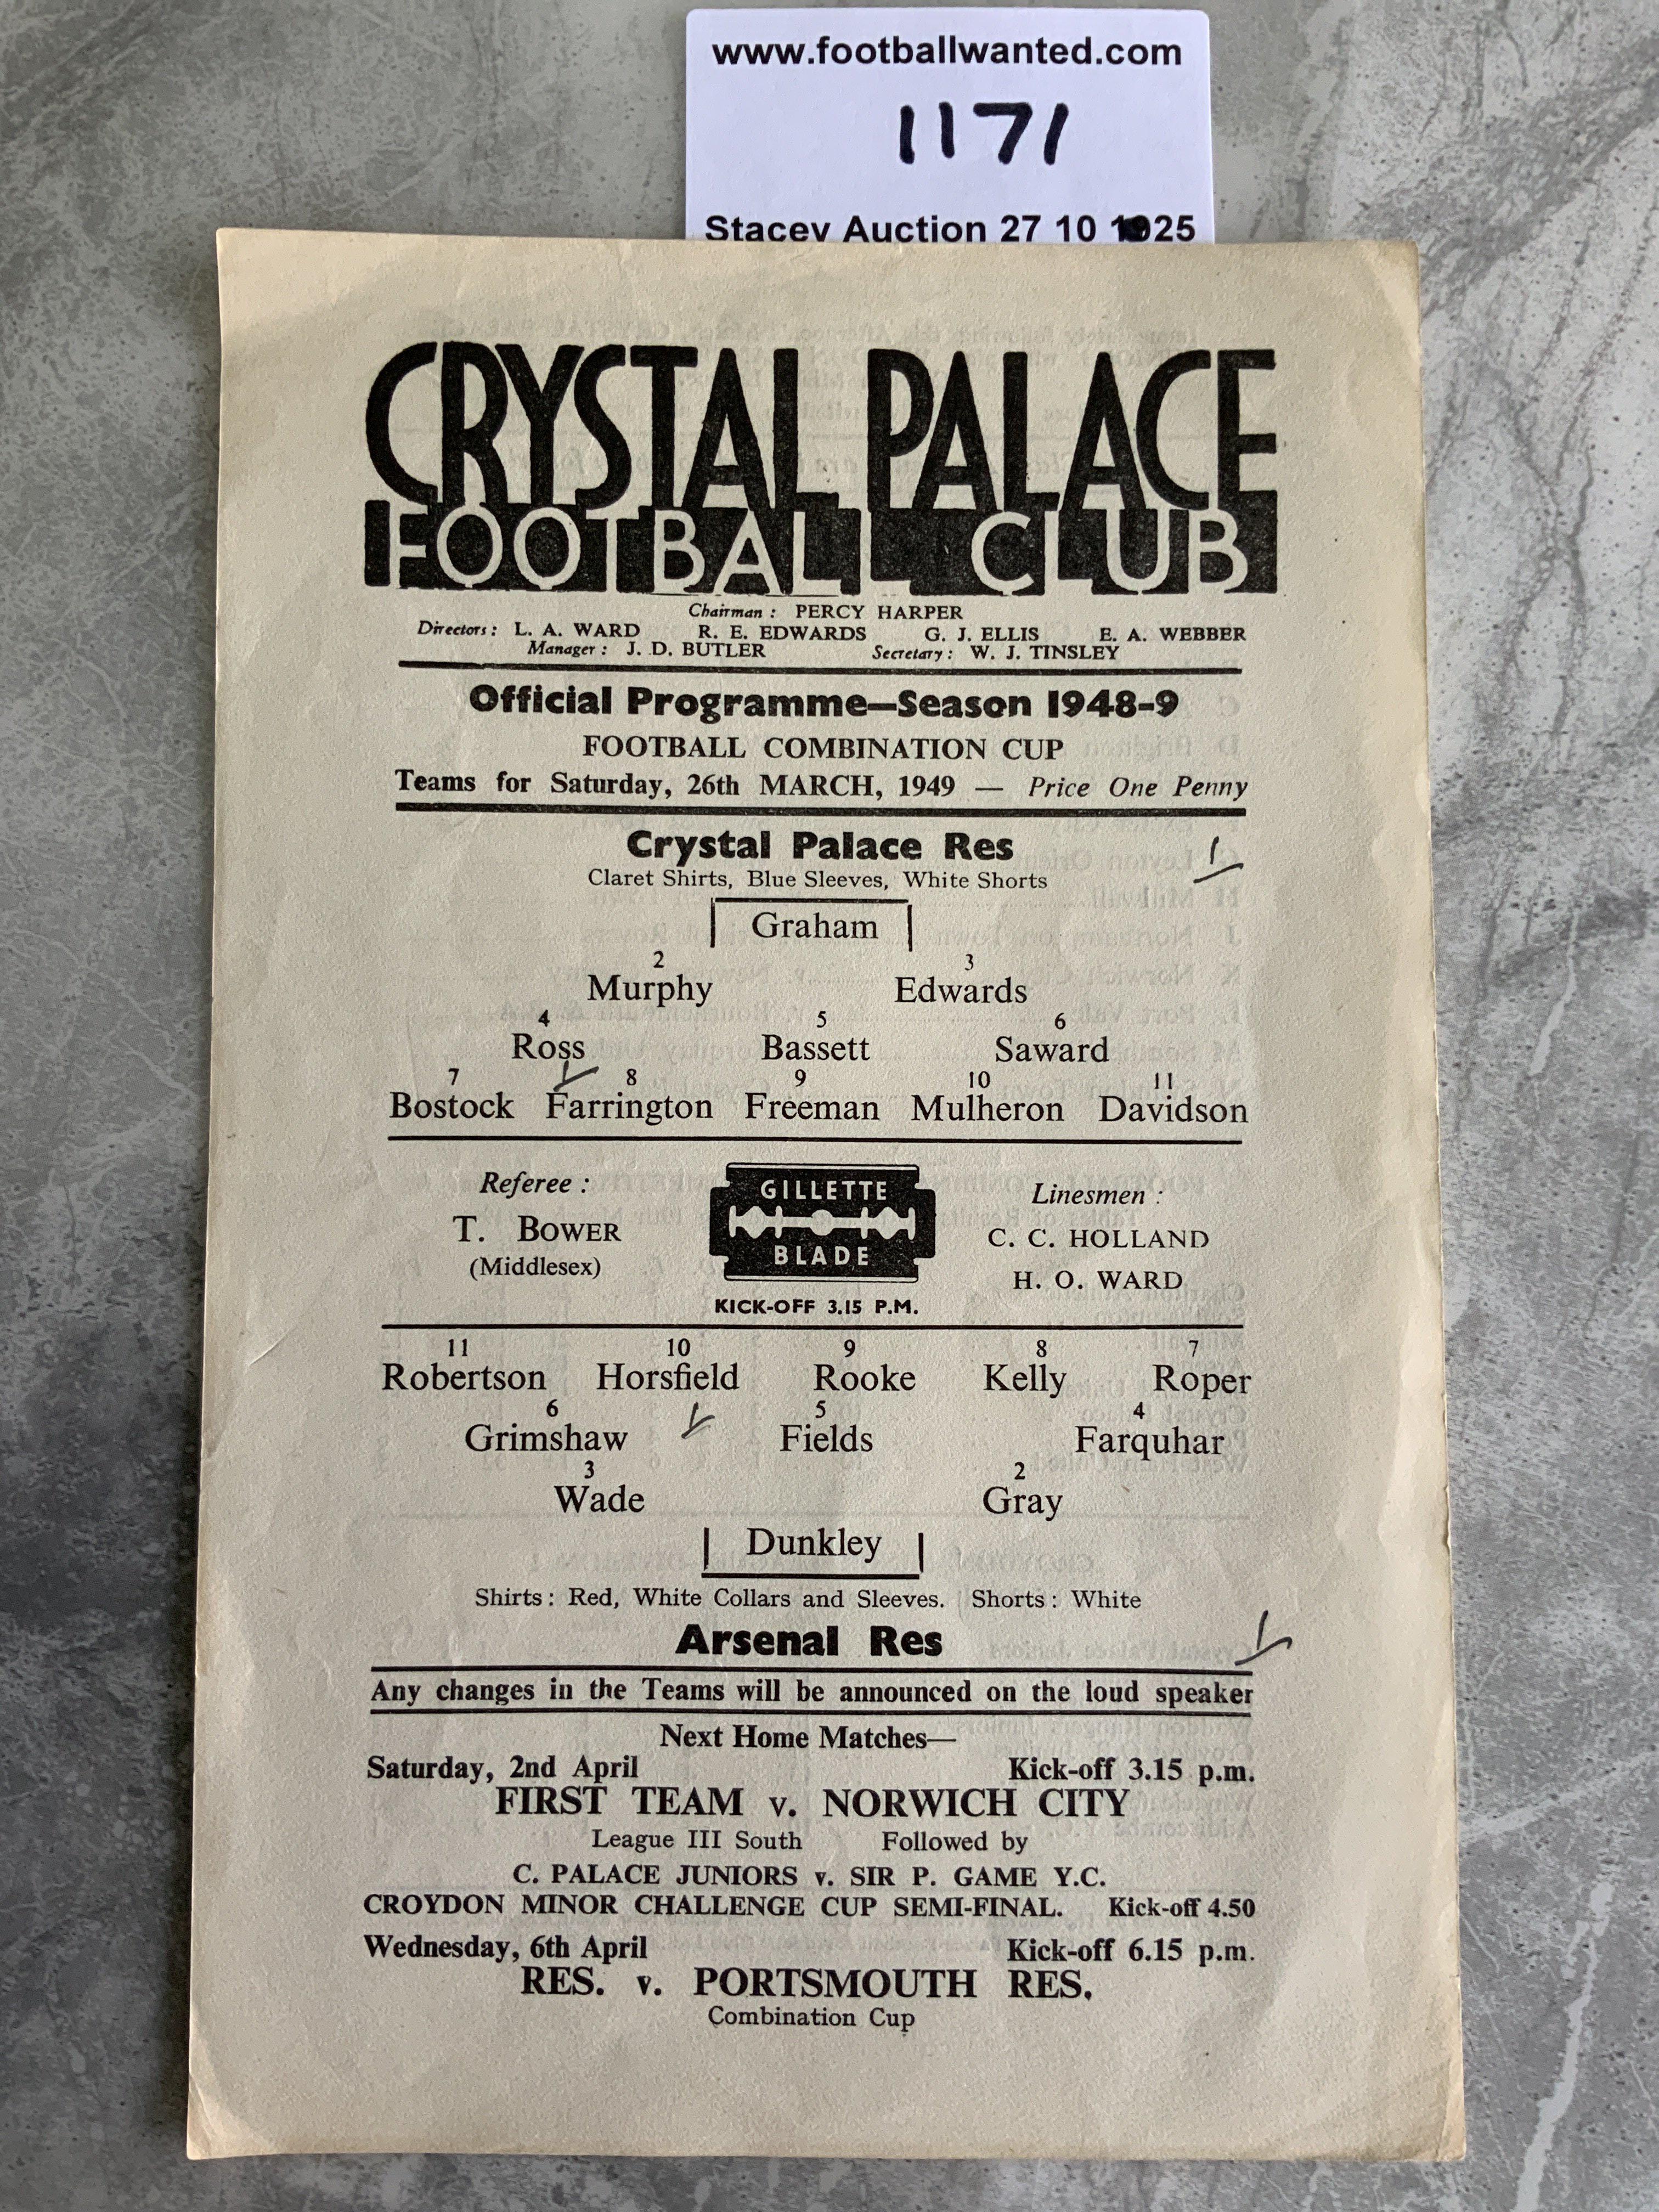 www.footballwanted.com
1171
Stacey Auction 27 10 1925
CRYSTAL PALACE
FOOTBALL CLUB
Chairman : PERCY HARPER
Directors : L. A. WARD R. E. EDWARDS G. J. ELLIS E. A. WEBBER
Manager : J. D. BUTLER Secretary : W. J. TINSLEY
Official Programme—Season 1948-9
FOOTBALL COMBINATION CUP
Teams for Saturday, 26th MARCH, 1949 — Price One Penny
Crystal Palace Res 1
Claret Shirts, Blue Sleeves, White Shorts
Graham
2 3
Murphy Edwards
4 5 6
Ross Bassett Saward
7 8 9 10 11
Bostock Farrington Freeman Mulheron Davidson
Referee : GILLETTE Linesmen :
T. BOWER C. C. HOLLAND
(Middlesex) BLADE H. O. WARD
KICK-OFF 3.15 P.M.
11 10 9 8 7
Robertson Horsfield Rooke Kelly Roper
6 5 4
Grimshaw Fields Farquhar
3 2
Wade Gray
Dunkley
Shirts : Red, White Collars and Sleeves. Shorts : White
Arsenal Res 1
Any changes in the Teams will be announced on the loud speaker
Next Home Matches—
Saturday, 2nd April Kick-off 3.15 p.m.
FIRST TEAM v. NORWICH CITY
League III South Followed by
C. PALACE JUNIORS v. SIR P. GAME Y.C.
CROYDON MINOR CHALLENGE CUP SEMI-FINAL. Kick-off 4.50
Wednesday, 6th April Kick-off 6.15 p.m.
RES. v. PORTSMOUTH RES.
Combination Cup